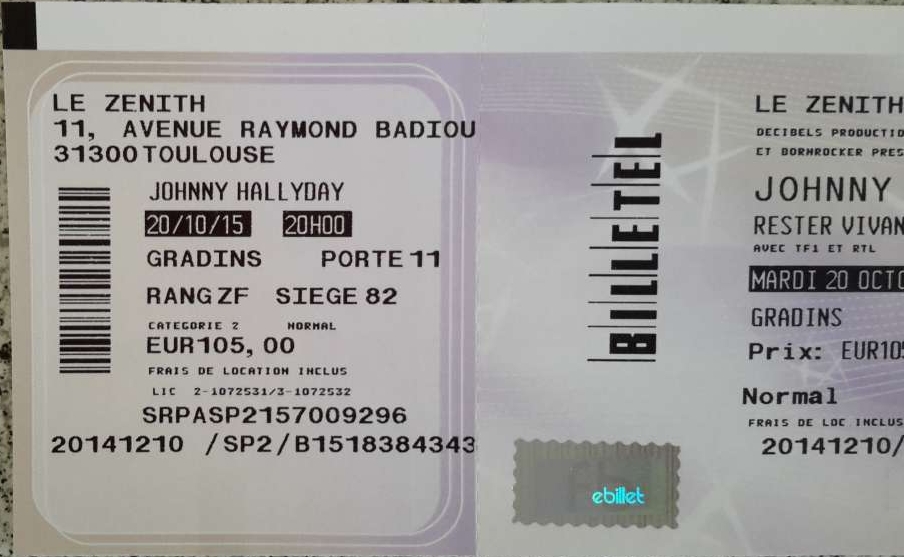 LE ZENITH
11, AVENUE RAYMOND BADIOU
31300 TOULOUSE
JOHNNY HALLYDAY
20/10/15 20H00
GRADINS PORTE 11
RANG ZF SIEGE 82
CATEGORIE 2 NORMAL
EUR105,00
FRAIS DE LOCATION INCLUS
LIC 2-1072531/3-1072532
SRPASP2157009296
20141210 /SP2/B1518384343
BILLETEL
ebillet
LE ZENITH
DECIBELS PRODUCTIO
ET BORNROCKER PRES
JOHNNY
RESTER VIVAN
AVEC TF1 ET RTL
MARDI 20 OCTO
GRADINS
Prix: EUR105
Normal
FRAIS DE LOC INCLUS
20141210/